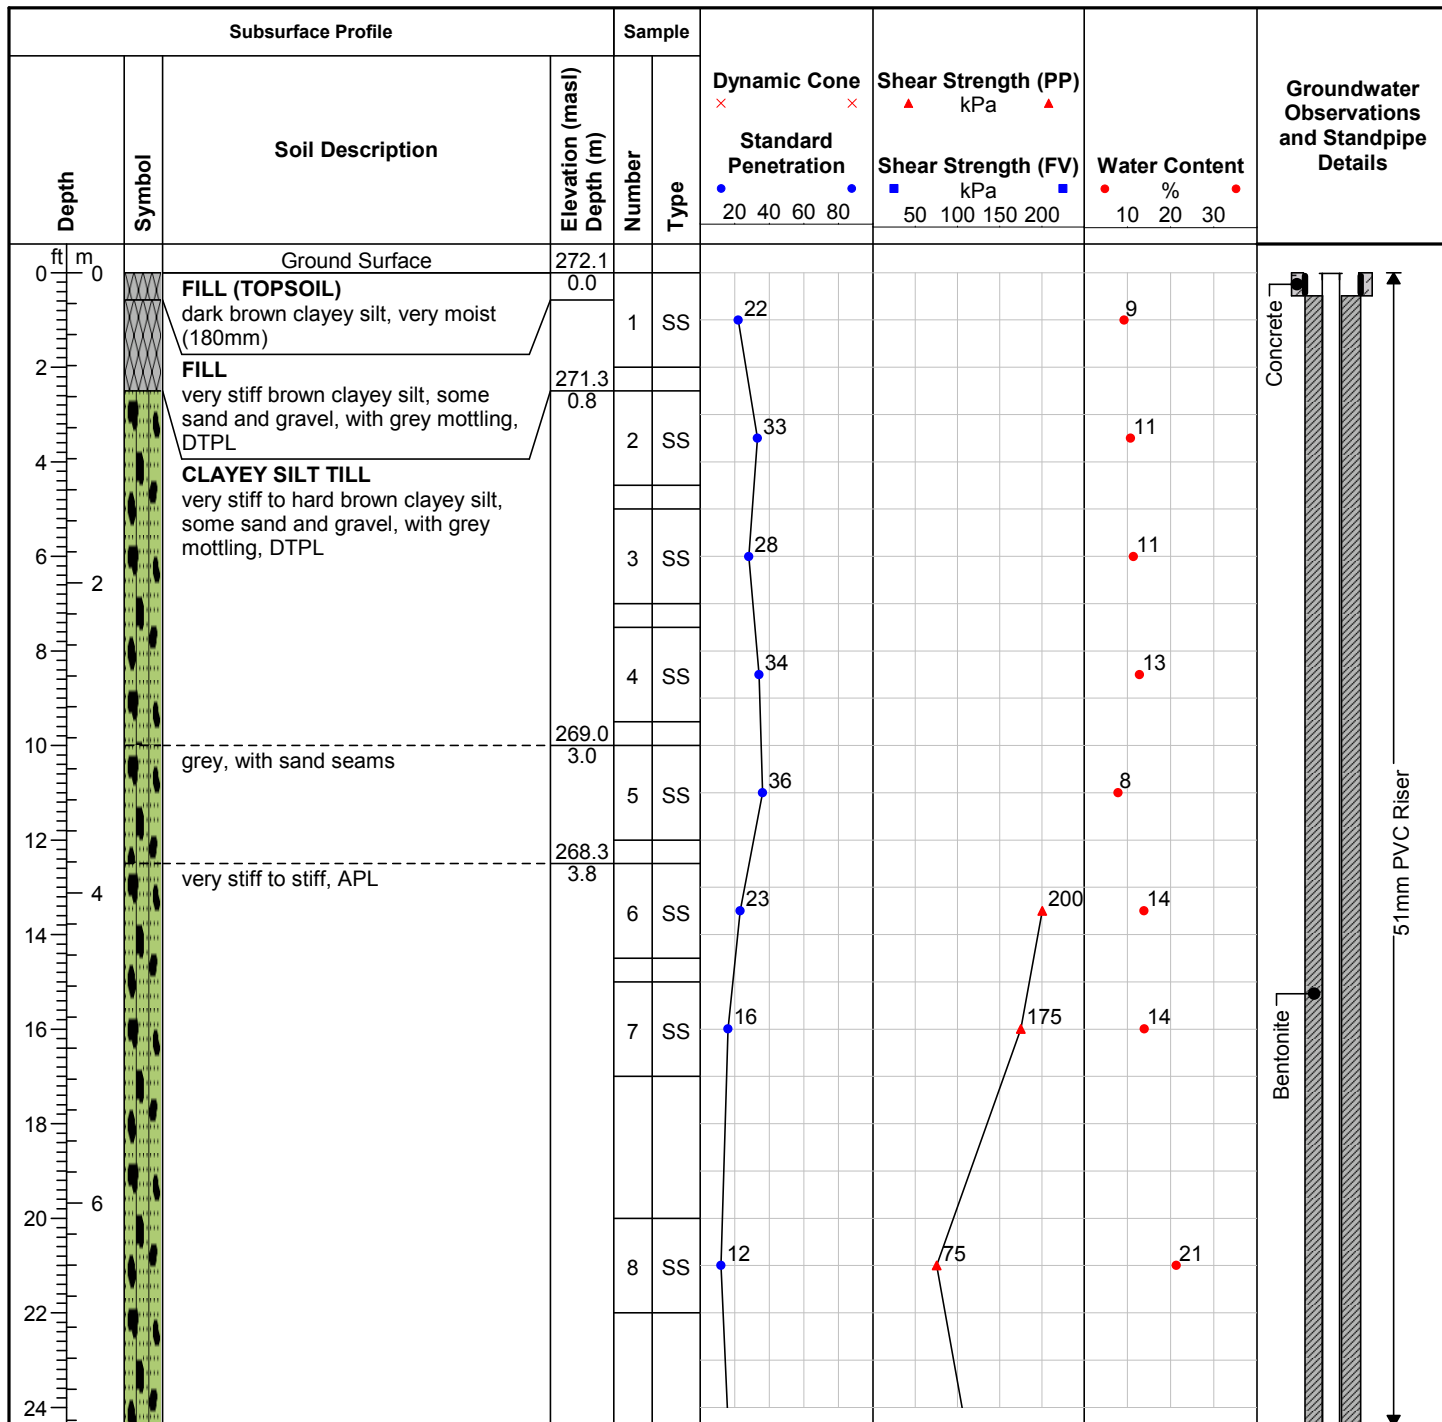 Subsurface Profile
Sample
Depth
Symbol
Soil Description
Elevation (masl)
Depth (m)
Number
Type
Dynamic Cone
Standard
Penetration
20 40 60 80
Shear Strength (PP)
kPa
Shear Strength (FV)
kPa
50 100 150 200
Water Content
%
10 20 30
Groundwater
Observations
and Standpipe
Details
ft m
Ground Surface
272.1
0 0
0.0
FILL (TOPSOIL)
dark brown clayey silt, very moist
(180mm)
1 SS
22
9
Concrete
2
FILL
very stiff brown clayey silt, some
sand and gravel, with grey mottling,
DTPL
271.3
0.8
2 SS
33
11
4
CLAYEY SILT TILL
very stiff to hard brown clayey silt,
some sand and gravel, with grey
mottling, DTPL
3 SS
28
11
6
2
8
4 SS
34
13
10
269.0
3.0
grey, with sand seams
5 SS
36
8
51mm PVC Riser
12
268.3
3.8
very stiff to stiff, APL
4
6 SS
23
200
14
14
16
7 SS
16
175
14
Bentonite
18
6
20
8 SS
12
75
21
22
24